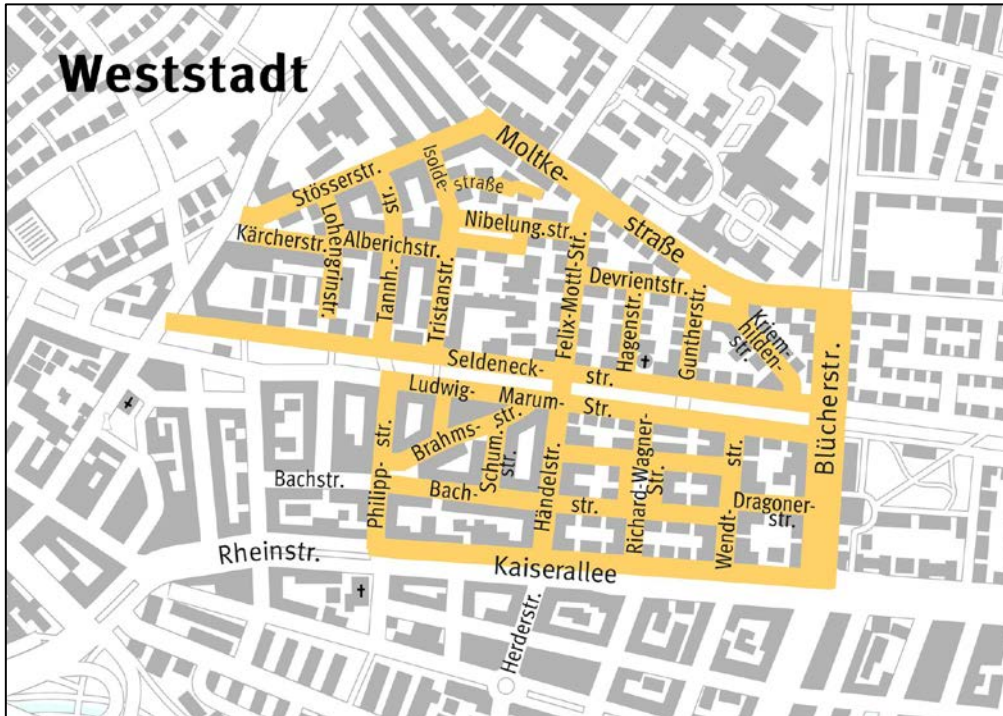 Weststadt
Moltke-
straße
Stösserstr.
Isolde-
straße
Lohengrinstr.
Tannh.-
str.
Nibelung.str.
Kärcherstr.
Alberichstr.
Tristanstr.
Felix-Mottl-Str.
Devrientstr.
Hagenstr.
Guntherstr.
Kriem-
hilden-
str.
Blücherstr.
Seldeneck-
str.
Ludwig-
Marum-
Str.
Philipp-
str.
Brahms-
str.
Schum.
str.
Händelstr.
Richard-Wagner-
Str.
Wendt-
str.
Dragoner-
str.
Bachstr.
Bach-
str.
Rheinstr.
Kaiserallee
Herderstr.